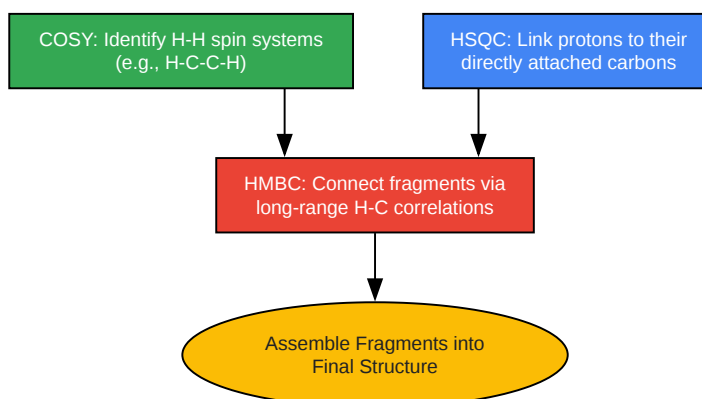 COSY: Identify H-H spin systems
(e.g., H-C-C-H)
HSQC: Link protons to their
directly attached carbons
HMBC: Connect fragments via
long-range H-C correlations
Assemble Fragments into
Final Structure